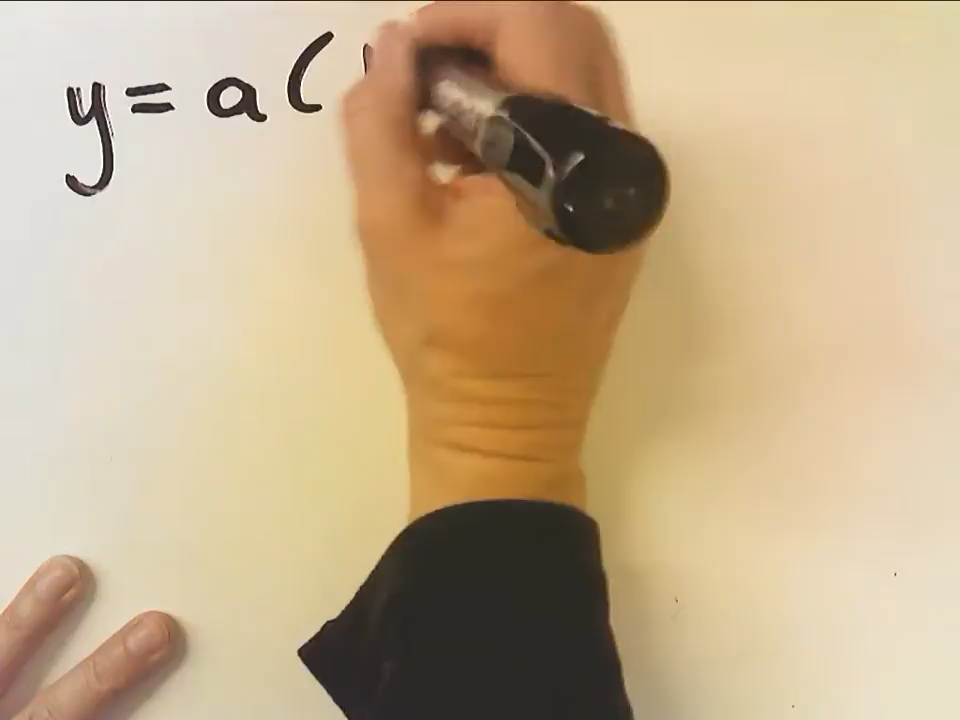 y = a (